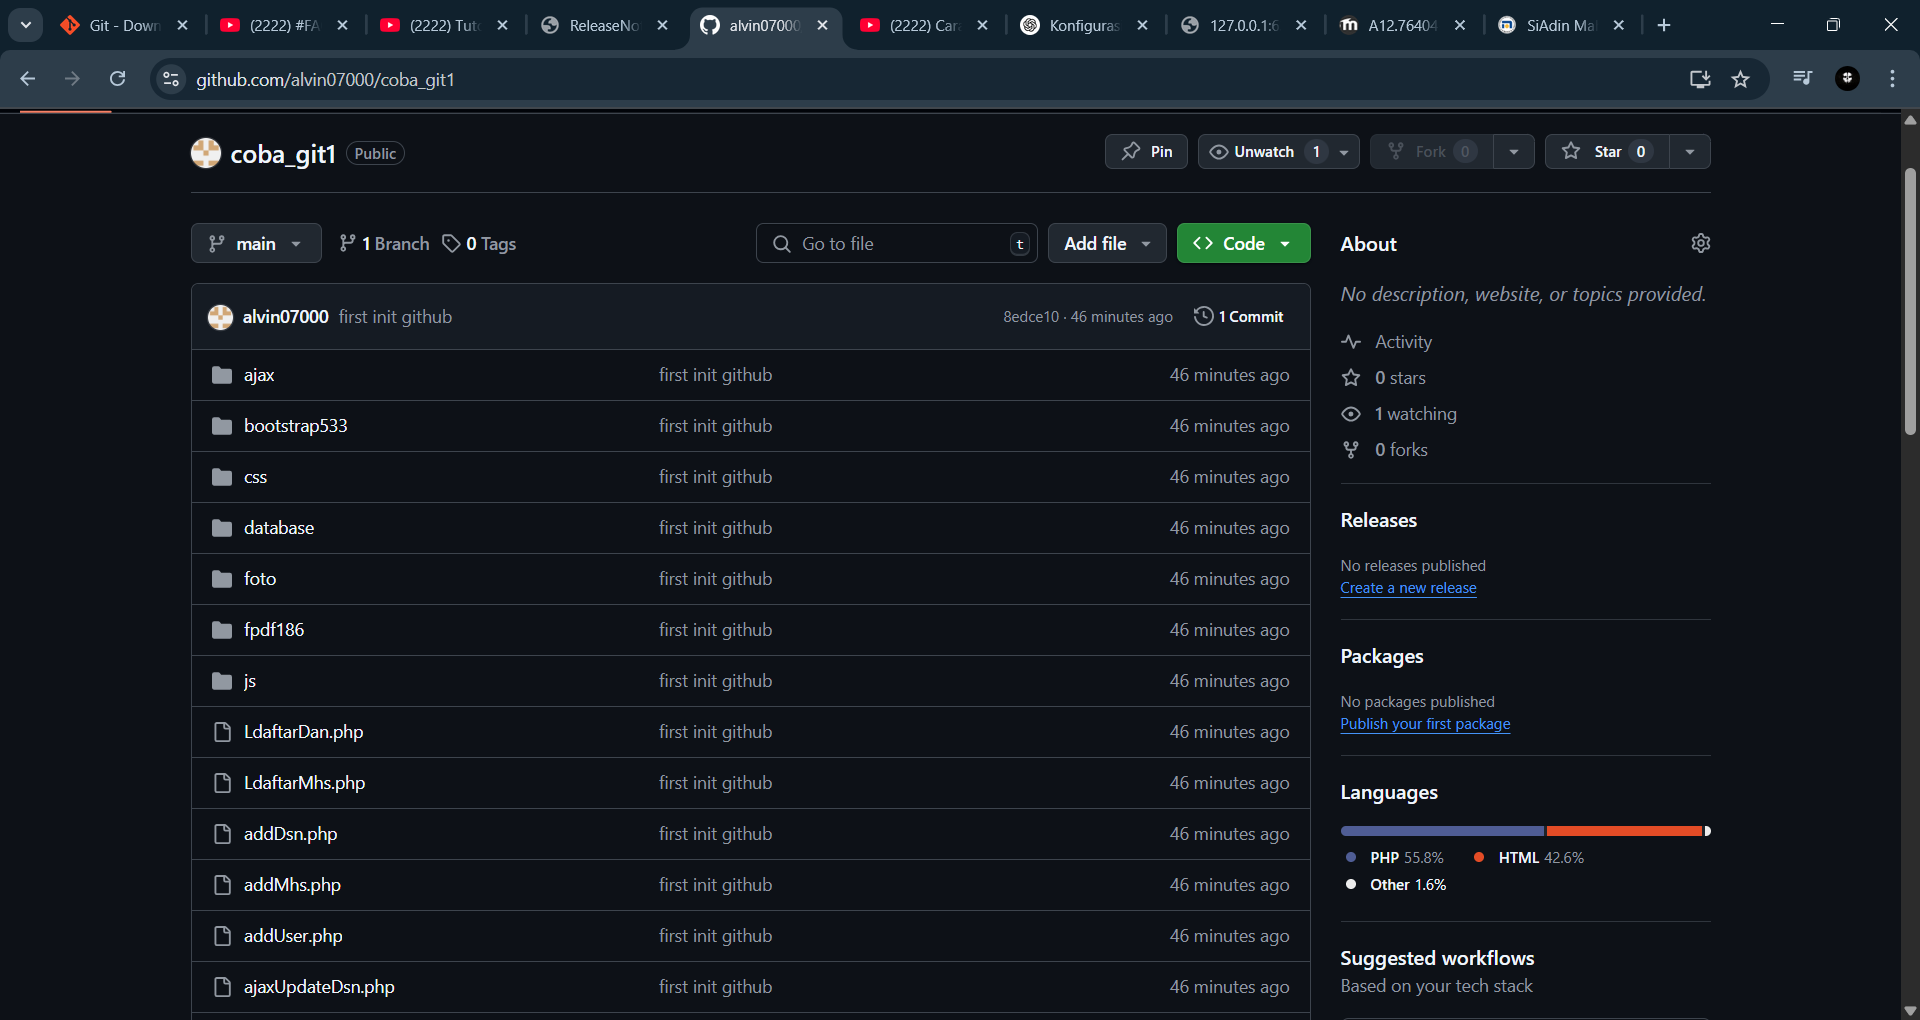 Git - Down
(2222) #FA
(2222) Tuto
ReleaseNo
alvin07000
(2222) Cara
Konfiguras
127.0.0.1:6
A12.76404
SiAdin Ma
github.com/alvin07000/coba_git1
coba_git1 Public
Pin
Unwatch 1
Fork 0
Star 0
main
1 Branch
0 Tags
Go to file t
Add file
Code
alvin07000 first init github 8edce10 · 46 minutes ago 1 Commit
ajax first init github 46 minutes ago
bootstrap533 first init github 46 minutes ago
css first init github 46 minutes ago
database first init github 46 minutes ago
foto first init github 46 minutes ago
fpdf186 first init github 46 minutes ago
js first init github 46 minutes ago
LdaftarDan.php first init github 46 minutes ago
LdaftarMhs.php first init github 46 minutes ago
addDsn.php first init github 46 minutes ago
addMhs.php first init github 46 minutes ago
addUser.php first init github 46 minutes ago
ajaxUpdateDsn.php first init github 46 minutes ago
About
No description, website, or topics provided.
Activity
0 stars
1 watching
0 forks
Releases
No releases published
Create a new release
Packages
No packages published
Publish your first package
Languages
PHP 55.8% HTML 42.6%
Other 1.6%
Suggested workflows
Based on your tech stack